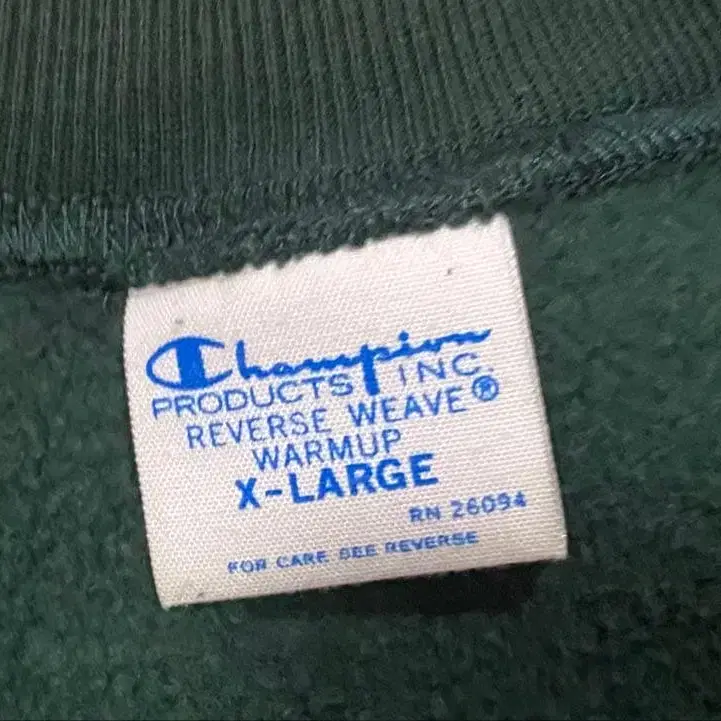 Champion
PRODUCTS INC.
REVERSE WEAVE®
WARMUP
X-LARGE
RN 26094
FOR CARE SEE REVERSE